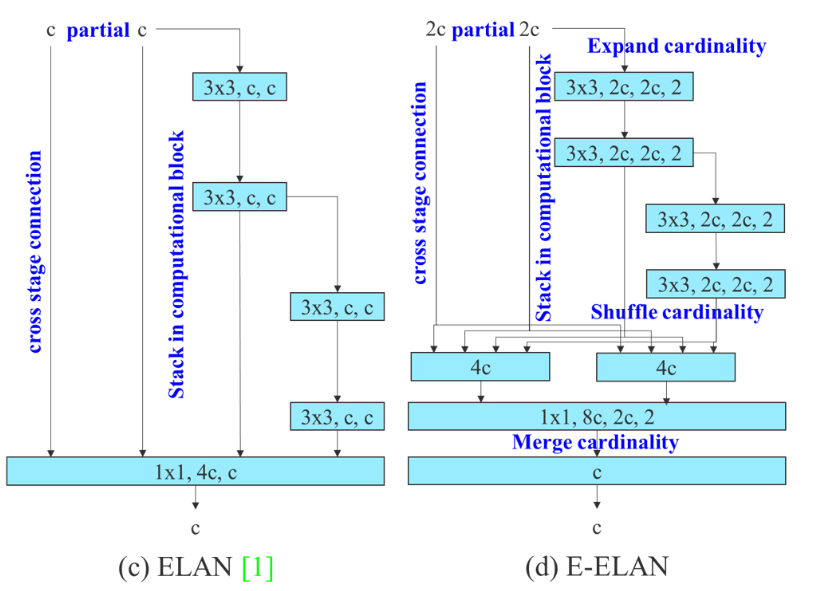 c partial c
3x3, c, c
3x3, c, c
3x3, c, c
3x3, c, c
cross stage connection
Stack in computational block
1x1, 4c, c
c
(c) ELAN [1]
2c partial 2c
Expand cardinality
3x3, 2c, 2c, 2
3x3, 2c, 2c, 2
3x3, 2c, 2c, 2
3x3, 2c, 2c, 2
cross stage connection
Stack in computational block
Shuffle cardinality
4c
4c
1x1, 8c, 2c, 2
Merge cardinality
c
c
(d) E-ELAN